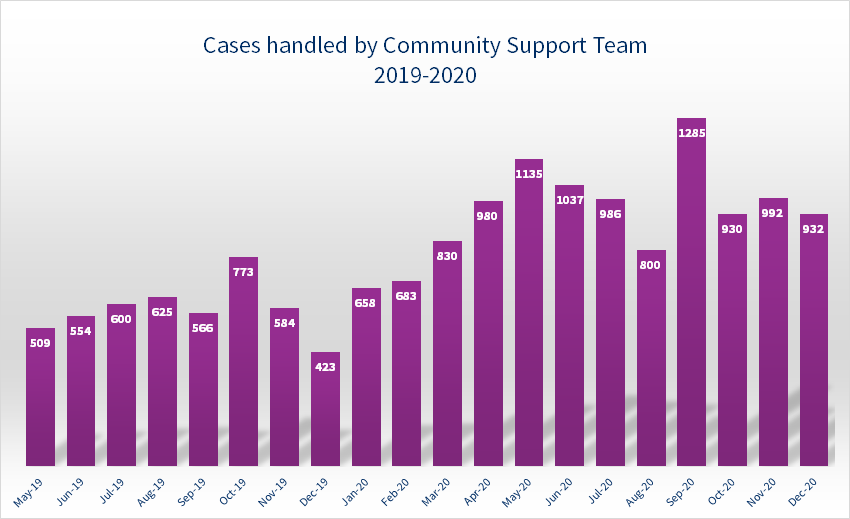 Cases handled by Community Support Team
2019-2020
509
554
600
625
566
773
584
423
658
683
830
980
1135
1037
986
800
1285
930
992
932
May-19
Jun-19
Jul-19
Aug-19
Sep-19
Oct-19
Nov-19
Dec-19
Jan-20
Feb-20
Mar-20
Apr-20
May-20
Jun-20
Jul-20
Aug-20
Sep-20
Oct-20
Nov-20
Dec-20